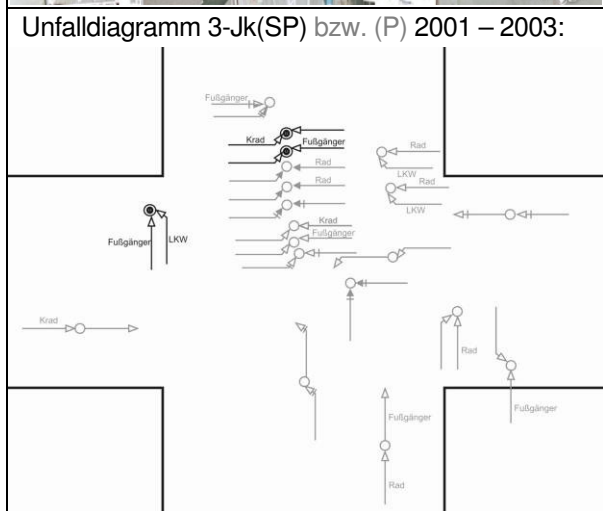 Unfalldiagramm 3-Jk(SP) bzw. (P) 2001 – 2003:
Fußgänger
Krad
Fußgänger
Rad
Rad
Rad
LKW
Rad
LKW
Krad
Fußgänger
Fußgänger
LKW
Krad
Rad
Fußgänger
Fußgänger
Rad